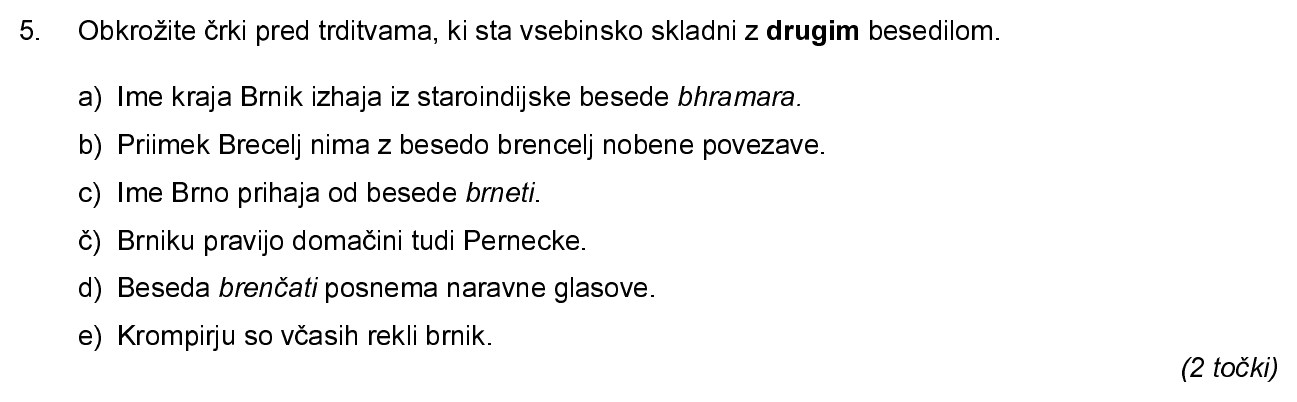 5. Obkrožite črki pred trditvama, ki sta vsebinsko skladni z drugim besedilom.
a) Ime kraja Brnik izhaja iz staroindijske besede bhramara.
b) Priimek Brecelj nima z besedo brencelj nobene povezave.
c) Ime Brno prihaja od besede brneti.
č) Brniku pravijo domačini tudi Pernecke.
d) Beseda brenčati posnema naravne glasove.
e) Krompirju so včasih rekli brnik.
(2 točki)